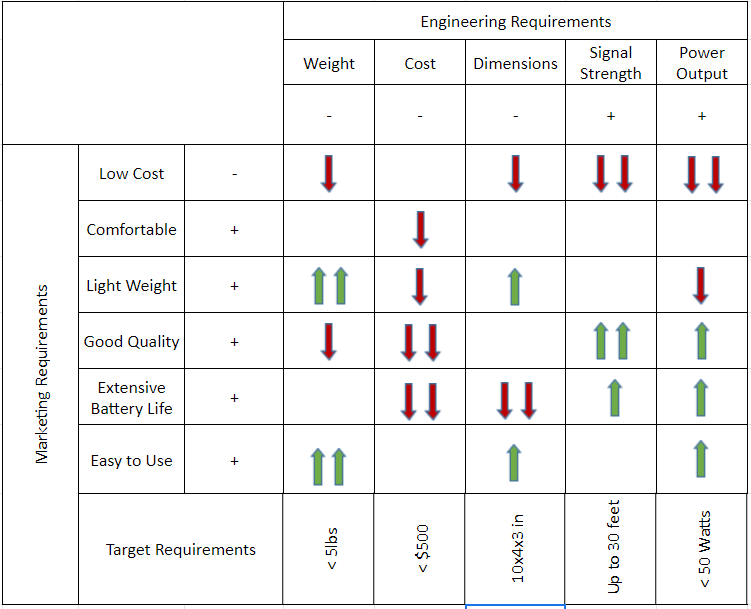 Engineering Requirements
Weight
Cost
Dimensions
Signal
Strength
Power
Output
-
-
-
+
+
Marketing Requirements
Low Cost
-
Comfortable
+
Light Weight
+
Good Quality
+
Extensive
Battery Life
+
Easy to Use
+
Target Requirements
< 5lbs
< $500
10x4x3 in
Up to 30 feet
< 50 Watts